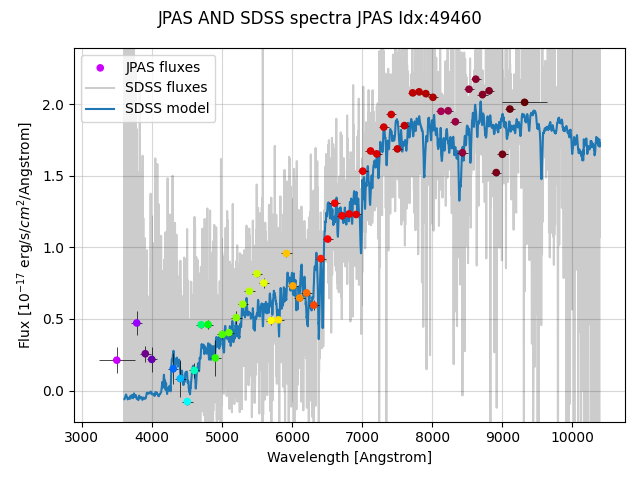 JPAS AND SDSS spectra JPAS Idx:49460
JPAS fluxes
SDSS fluxes
SDSS model
Flux [10⁻¹⁷ erg/s/cm²/Angstrom]
2.0
1.5
1.0
0.5
0.0
3000 4000 5000 6000 7000 8000 9000 10000
Wavelength [Angstrom]